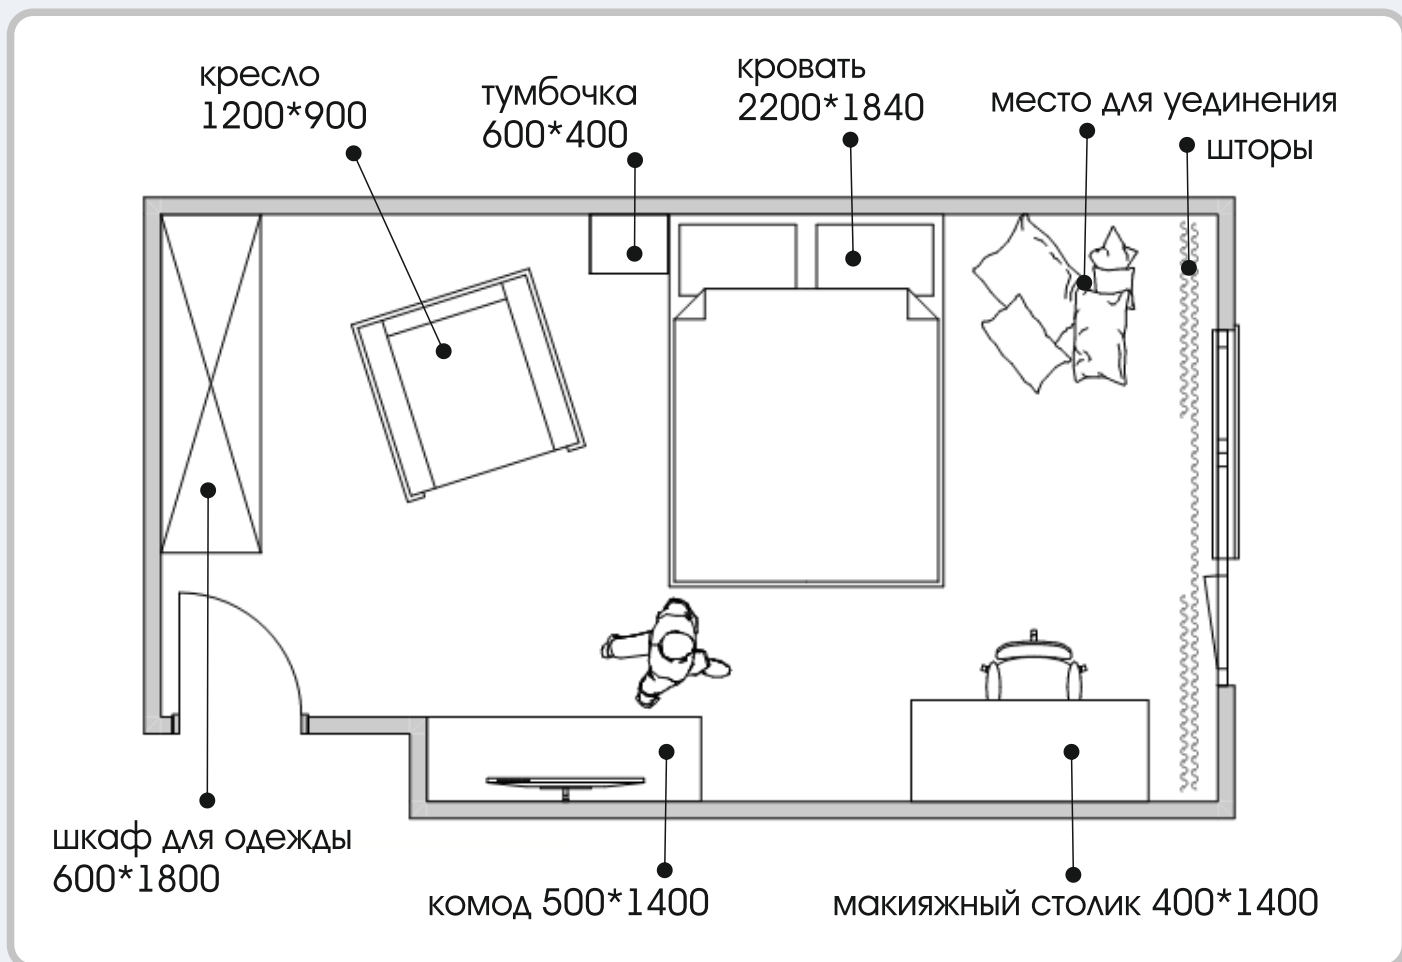 кресло
1200*900
тумбочка
600*400
кровать
2200*1840
место для уединения
шторы
шкаф для одежды
600*1800
комод 500*1400
макияжный столик 400*1400